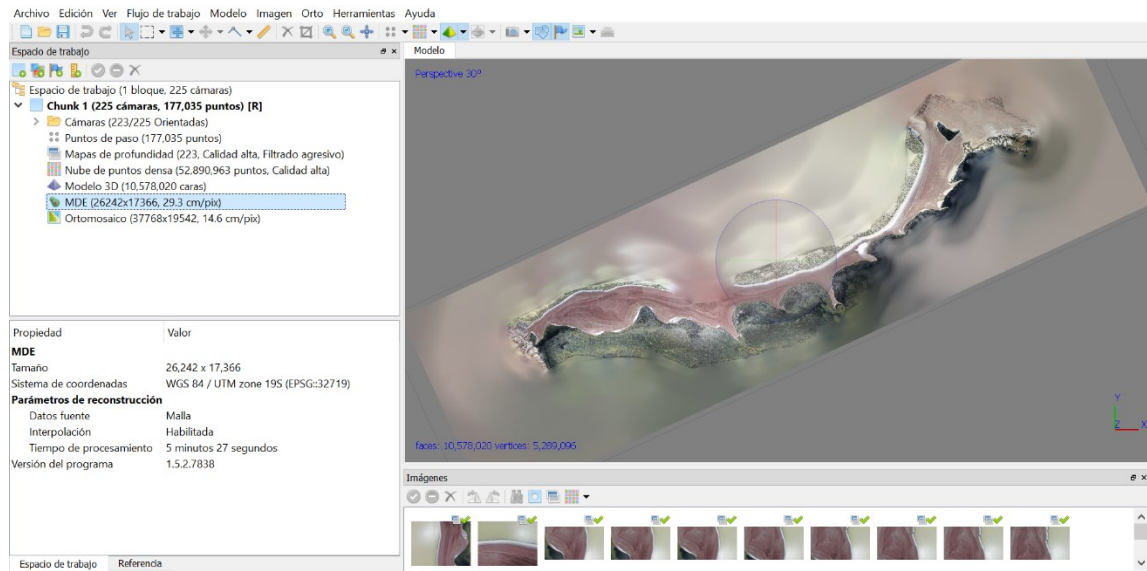 Archivo Edición Ver Flujo de trabajo Modelo Imagen Orto Herramientas Ayuda
Espacio de trabajo
Espacio de trabajo (1 bloque, 225 cámaras)
Chunk 1 (225 cámaras, 177,035 puntos) [R]
Cámaras (223/225 Orientadas)
Puntos de paso (177,035 puntos)
Mapas de profundidad (223, Calidad alta, Filtrado agresivo)
Nube de puntos densa (52,890,963 puntos, Calidad alta)
Modelo 3D (10,578,020 caras)
MDE (26242x17366, 29.3 cm/pix)
Ortomosaico (37768x19542, 14.6 cm/pix)
Propiedad Valor
MDE
Tamaño 26,242 x 17,366
Sistema de coordenadas WGS 84 / UTM zone 19S (EPSG::32719)
Parámetros de reconstrucción
Datos fuente Malla
Interpolación Habilitada
Tiempo de procesamiento 5 minutos 27 segundos
Versión del programa 1.5.2.7838
Espacio de trabajo Referencia
Modelo
Perspective 30°
Y
Z X
faces: 10,578,020 vertices: 5,289,096
Imágenes